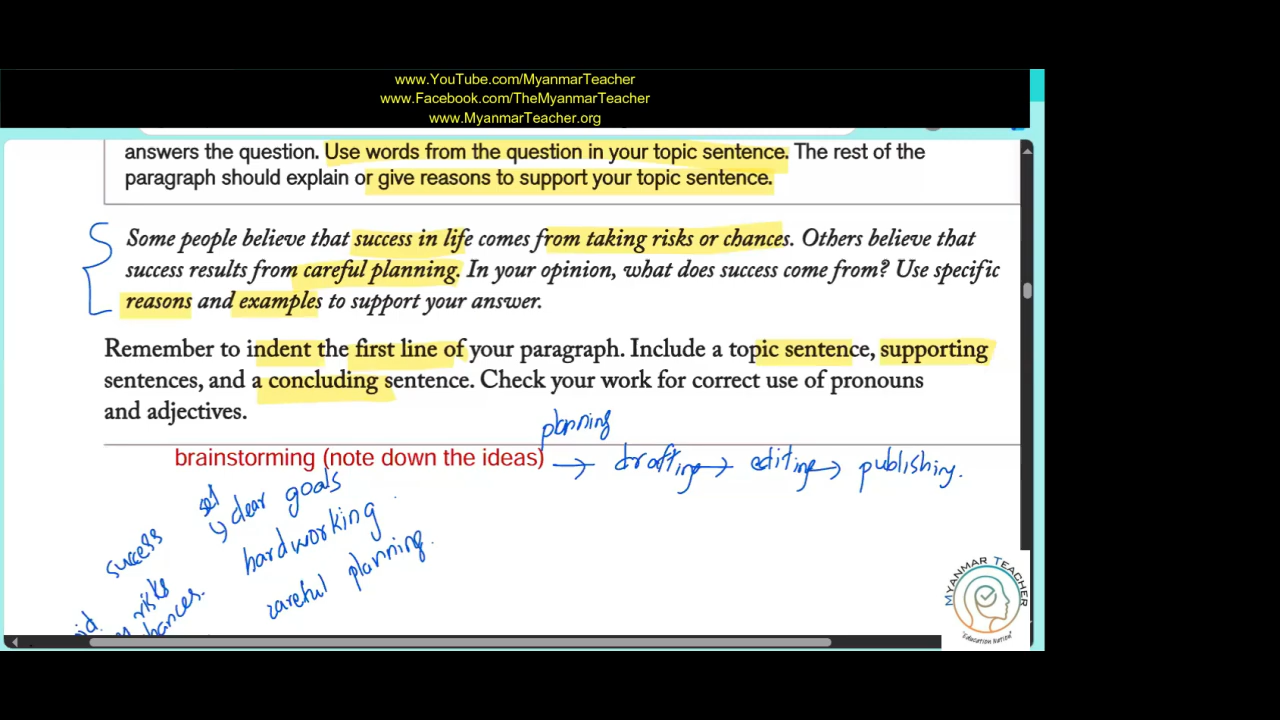 www.YouTube.com/MyanmarTeacher
www.Facebook.com/TheMyanmarTeacher
www.MyanmarTeacher.org
answers the question. Use words from the question in your topic sentence. The rest of the
paragraph should explain or give reasons to support your topic sentence.
Some people believe that success in life comes from taking risks or chances. Others believe that
success results from careful planning. In your opinion, what does success come from? Use specific
reasons and examples to support your answer.
Remember to indent the first line of your paragraph. Include a topic sentence, supporting
sentences, and a concluding sentence. Check your work for correct use of pronouns
and adjectives.
planning
brainstorming (note down the ideas) → drafting → editing → publishing.
set clear goals
hardworking
success
careful planning.
risks
chances.
MYANMAR TEACHER
"Education Nation"